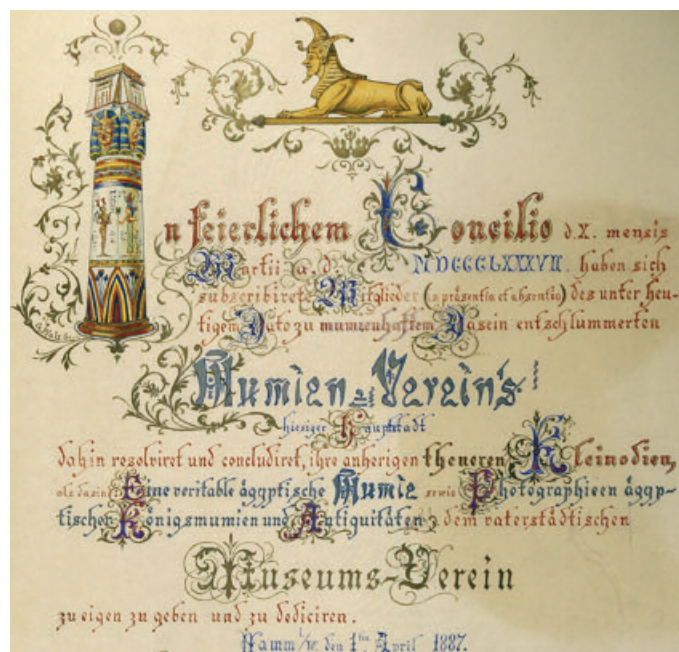 In feierlichem Concilio d. X. mensis
Martii a. d. MDCCCLXXXVII. haben sich
subscribirete Mitglieder (in präsentia et absentia) des unter heu-
tigem Dato zu mumienhaftem Dasein entschlummerten
Mumien-Verein's
hiesiger Hauptstadt
dahin resolviret und concludiret, ihre anherigen theneren Kleinodien,
als da sind: Eine veritable ägyptische Mumie sowie Photographieen ägyp-
tischer Königsmumien und Antiquitäten, dem vaterstädtischen
Museums-Verein
zu eigen zu geben und zu dediciren.
Hamm i/W. den 1ten April 1887.